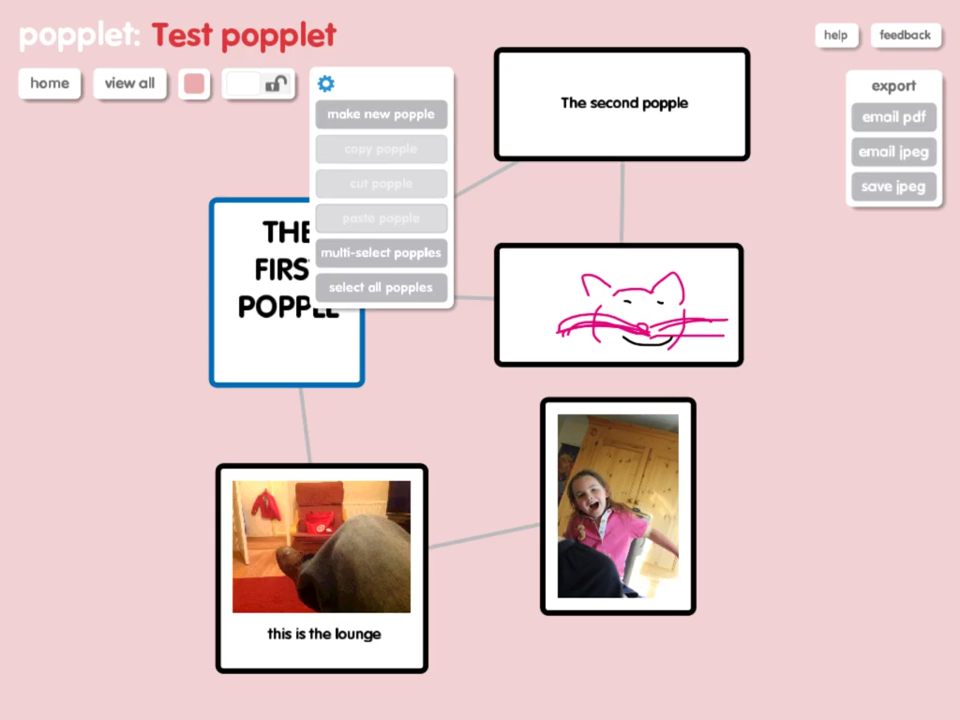 popplet: Test popplet
help
feedback
home
view all
export
email pdf
email jpeg
save jpeg
make new popple
copy popple
cut popple
paste popple
multi-select popples
select all popples
The second popple
THE
FIRS
POPPLE
this is the lounge